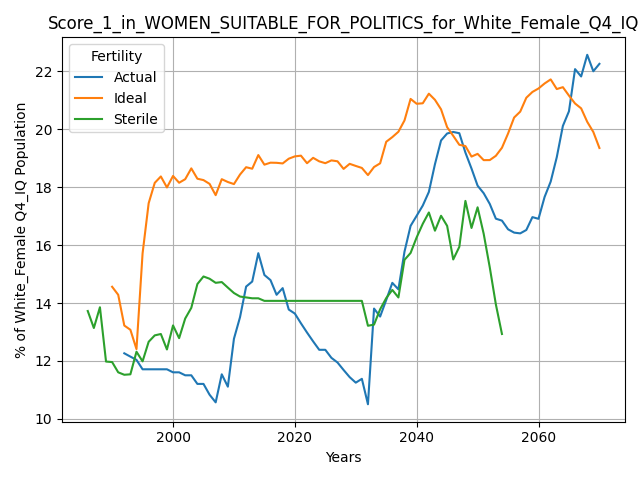 Score_1_in_WOMEN_SUITABLE_FOR_POLITICS_for_White_Female_Q4_IQ
Fertility
Actual
Ideal
Sterile
% of White_Female Q4_IQ Population
22
20
18
16
14
12
10
2000
2020
2040
2060
Years